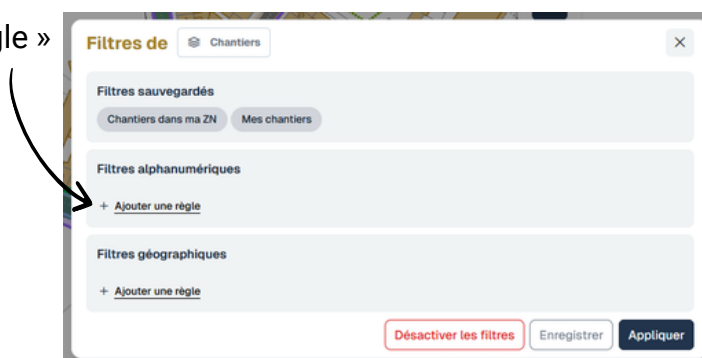 gle »
Filtres de Chantiers
Filtres sauvegardés
Chantiers dans ma ZN Mes chantiers
Filtres alphanumériques
+ Ajouter une règle
Filtres géographiques
+ Ajouter une règle
Désactiver les filtres Enregistrer Appliquer